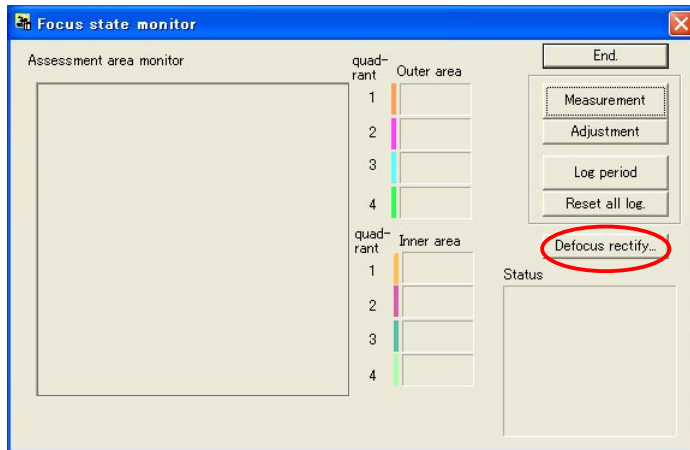 Focus state monitor
Assessment area monitor
quad-
rant
Outer area
1
2
3
4
quad-
rant
Inner area
1
2
3
4
End.
Measurement
Adjustment
Log period
Reset all log.
Defocus rectify...
Status